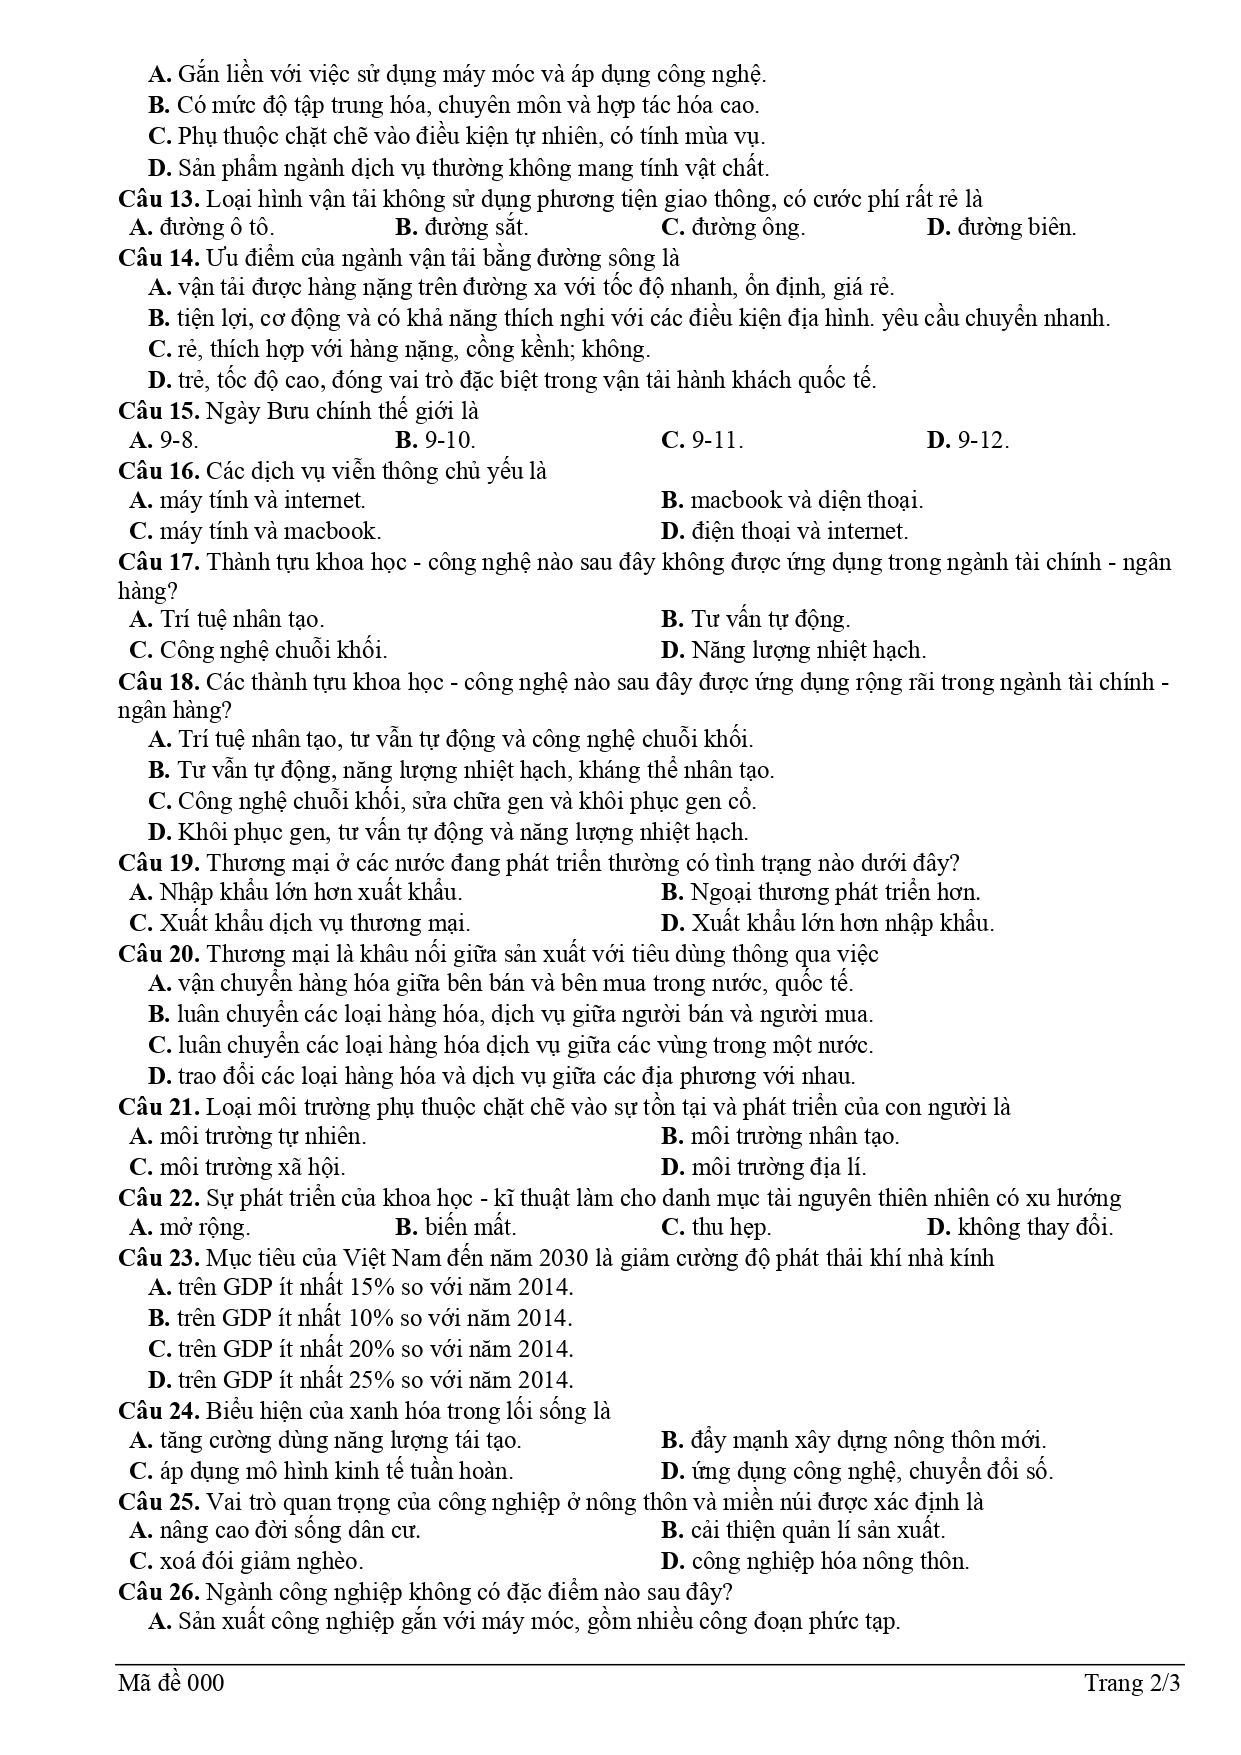 A. Gắn liền với việc sử dụng máy móc và áp dụng công nghệ.
B. Có mức độ tập trung hóa, chuyên môn và hợp tác hóa cao.
C. Phụ thuộc chặt chẽ vào điều kiện tự nhiên, có tính mùa vụ.
D. Sản phẩm ngành dịch vụ thường không mang tính vật chất.
Câu 13. Loại hình vận tải không sử dụng phương tiện giao thông, có cước phí rất rẻ là
A. đường ô tô. B. đường sắt. C. đường ông. D. đường biên.
Câu 14. Ưu điểm của ngành vận tải bằng đường sông là
A. vận tải được hàng nặng trên đường xa với tốc độ nhanh, ổn định, giá rẻ.
B. tiện lợi, cơ động và có khả năng thích nghi với các điều kiện địa hình. yêu cầu chuyển nhanh.
C. rẻ, thích hợp với hàng nặng, cồng kềnh; không.
D. trẻ, tốc độ cao, đóng vai trò đặc biệt trong vận tải hành khách quốc tế.
Câu 15. Ngày Bưu chính thế giới là
A. 9-8. B. 9-10. C. 9-11. D. 9-12.
Câu 16. Các dịch vụ viễn thông chủ yếu là
A. máy tính và internet. B. macbook và diện thoại.
C. máy tính và macbook. D. điện thoại và internet.
Câu 17. Thành tựu khoa học - công nghệ nào sau đây không được ứng dụng trong ngành tài chính - ngân
hàng?
A. Trí tuệ nhân tạo. B. Tư vấn tự động.
C. Công nghệ chuỗi khối. D. Năng lượng nhiệt hạch.
Câu 18. Các thành tựu khoa học - công nghệ nào sau đây được ứng dụng rộng rãi trong ngành tài chính -
ngân hàng?
A. Trí tuệ nhân tạo, tư vẫn tự động và công nghệ chuỗi khối.
B. Tư vẫn tự động, năng lượng nhiệt hạch, kháng thể nhân tạo.
C. Công nghệ chuỗi khối, sửa chữa gen và khôi phục gen cổ.
D. Khôi phục gen, tư vấn tự động và năng lượng nhiệt hạch.
Câu 19. Thương mại ở các nước đang phát triển thường có tình trạng nào dưới đây?
A. Nhập khẩu lớn hơn xuất khẩu. B. Ngoại thương phát triển hơn.
C. Xuất khẩu dịch vụ thương mại. D. Xuất khẩu lớn hơn nhập khẩu.
Câu 20. Thương mại là khâu nối giữa sản xuất với tiêu dùng thông qua việc
A. vận chuyển hàng hóa giữa bên bán và bên mua trong nước, quốc tế.
B. luân chuyển các loại hàng hóa, dịch vụ giữa người bán và người mua.
C. luân chuyển các loại hàng hóa dịch vụ giữa các vùng trong một nước.
D. trao đổi các loại hàng hóa và dịch vụ giữa các địa phương với nhau.
Câu 21. Loại môi trường phụ thuộc chặt chẽ vào sự tồn tại và phát triển của con người là
A. môi trường tự nhiên. B. môi trường nhân tạo.
C. môi trường xã hội. D. môi trường địa lí.
Câu 22. Sự phát triển của khoa học - kĩ thuật làm cho danh mục tài nguyên thiên nhiên có xu hướng
A. mở rộng. B. biến mất. C. thu hẹp. D. không thay đổi.
Câu 23. Mục tiêu của Việt Nam đến năm 2030 là giảm cường độ phát thải khí nhà kính
A. trên GDP ít nhất 15% so với năm 2014.
B. trên GDP ít nhất 10% so với năm 2014.
C. trên GDP ít nhất 20% so với năm 2014.
D. trên GDP ít nhất 25% so với năm 2014.
Câu 24. Biểu hiện của xanh hóa trong lối sống là
A. tăng cường dùng năng lượng tái tạo. B. đẩy mạnh xây dựng nông thôn mới.
C. áp dụng mô hình kinh tế tuần hoàn. D. ứng dụng công nghệ, chuyển đổi số.
Câu 25. Vai trò quan trọng của công nghiệp ở nông thôn và miền núi được xác định là
A. nâng cao đời sống dân cư. B. cải thiện quản lí sản xuất.
C. xoá đói giảm nghèo. D. công nghiệp hóa nông thôn.
Câu 26. Ngành công nghiệp không có đặc điểm nào sau đây?
A. Sản xuất công nghiệp gắn với máy móc, gồm nhiều công đoạn phức tạp.
Mã đề 000 Trang 2/3